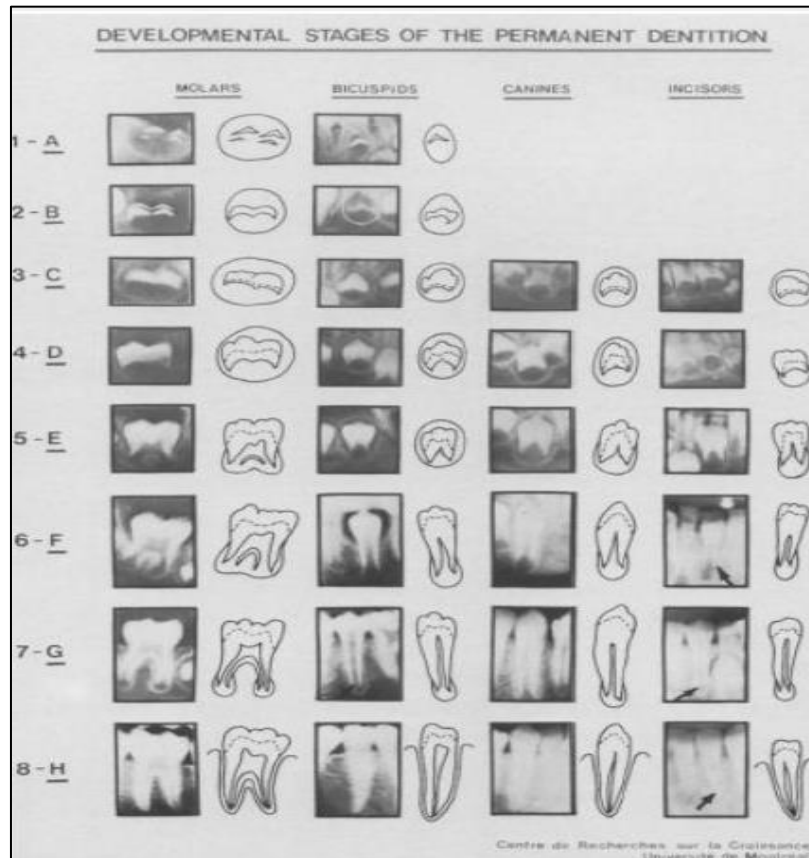 DEVELOPMENTAL STAGES OF THE PERMANENT DENTITION
MOLARS BICUSPIDS CANINES INCISORS
1 - A
2 - B
3 - C
4 - D
5 - E
6 - F
7 - G
8 - H
Centre de Recherches sur la Croissance
Université de